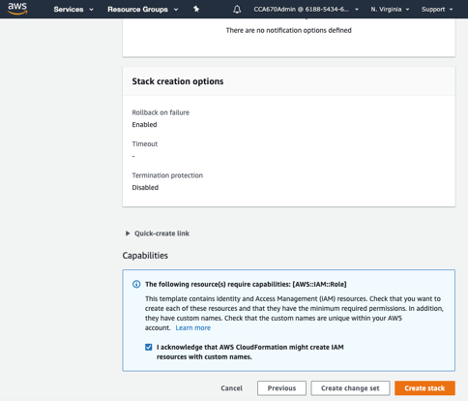 aws Services Resource Groups CCA670Admin @ 6188-5434-6... N. Virginia Support
There are no notification options defined
Stack creation options
Rollback on failure
Enabled
Timeout
-
Termination protection
Disabled
Quick-create link
Capabilities
The following resource(s) require capabilities: [AWS::IAM::Role]
This template contains Identity and Access Management (IAM) resources. Check that you want to
create each of these resources and that they have the minimum required permissions. In addition,
they have custom names. Check that the custom names are unique within your AWS
account. Learn more
I acknowledge that AWS CloudFormation might create IAM
resources with custom names.
Cancel Previous Create change set Create stack